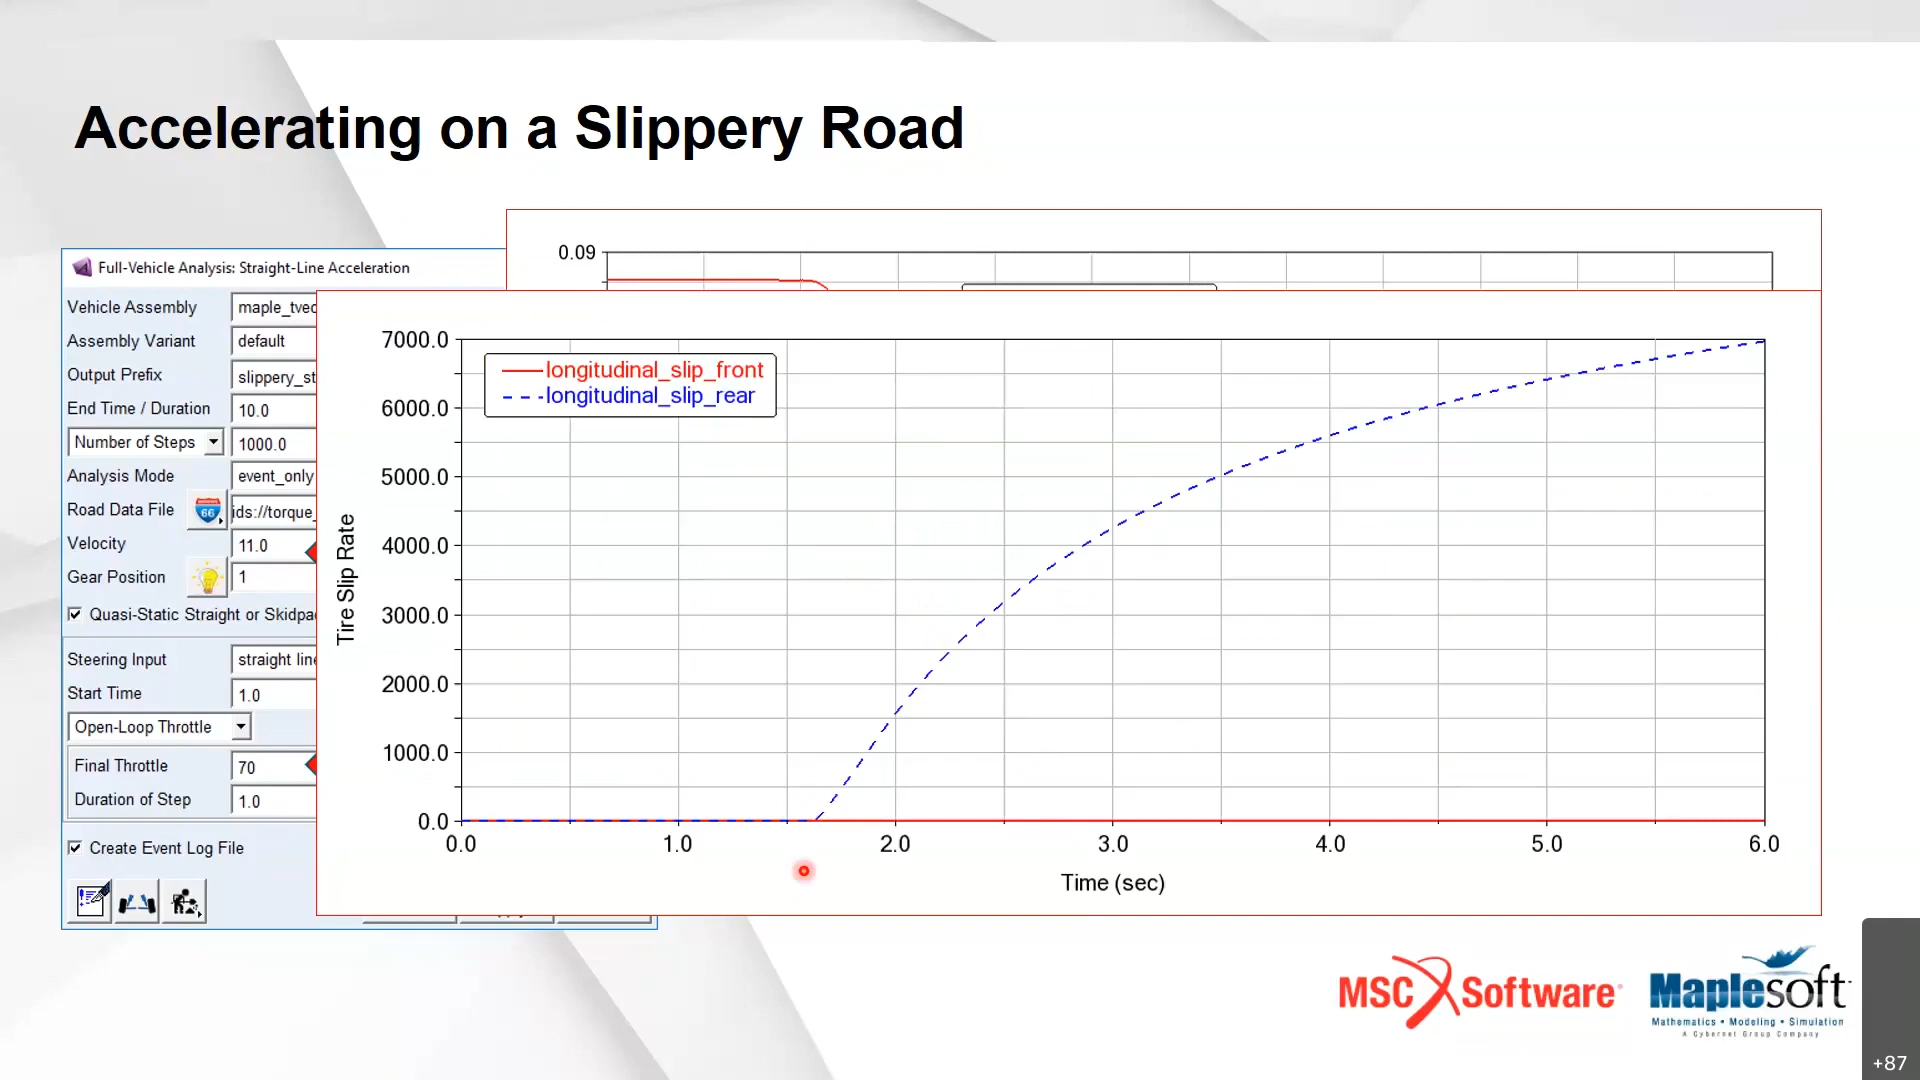 Accelerating on a Slippery Road
Full-Vehicle Analysis: Straight-Line Acceleration
Vehicle Assembly
Assembly Variant
default
Output Prefix
End Time / Duration
10.0
Number of Steps
1000.0
Analysis Mode
event_only
Road Data File
66
ids://torque_
Velocity
11.0
Gear Position
1
Quasi-Static Straight or Skidpa
Steering Input
straight line
Start Time
1.0
Open-Loop Throttle
Final Throttle
70
Duration of Step
1.0
Create Event Log File
0.09
7000.0
6000.0
5000.0
4000.0
3000.0
2000.0
1000.0
0.0
Tire Slip Rate
longitudinal_slip_front
longitudinal_slip_rear
0.0 1.0 2.0 3.0 4.0 5.0 6.0
Time (sec)
MSC Software
Maplesoft
Mathematics • Modeling • Simulation
A Cybernet Group Company
+87